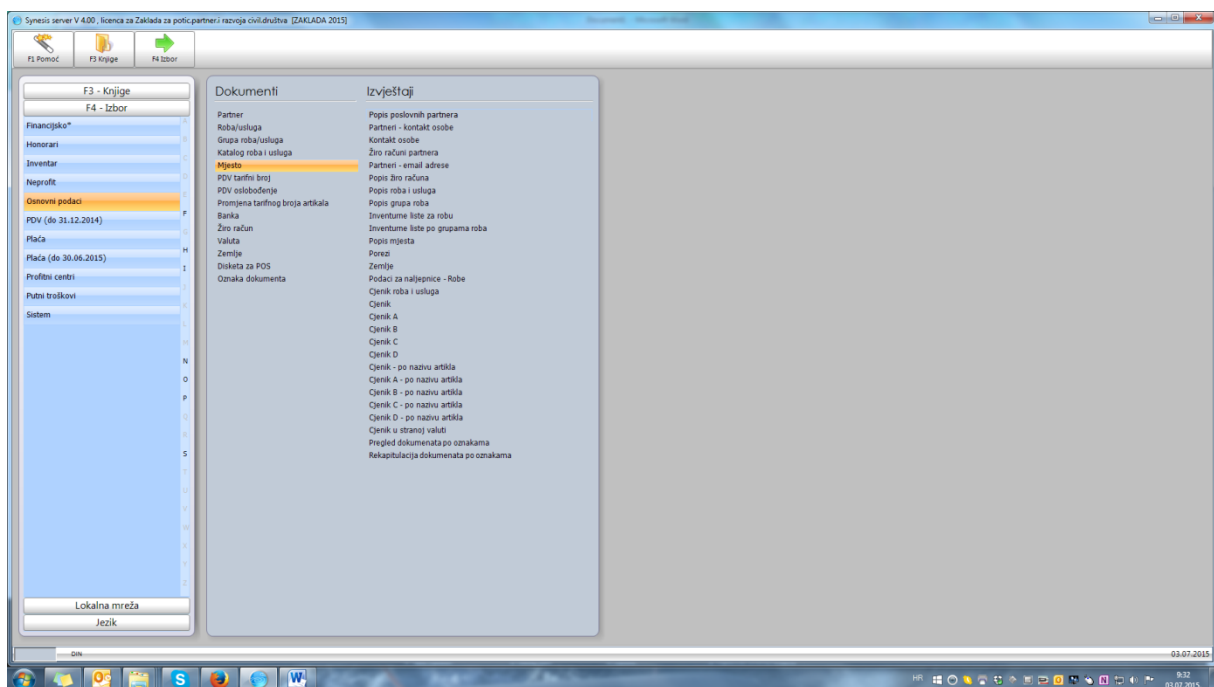 Synesis server V 4.00 , licenca za Zaklada za potic.partner.i razvoja civil.društva [ZAKLADA 2015]
F1 Pomoć
F3 Knjige
F4 Izbor
F3 - Knjige
F4 - Izbor
Financijsko*
Honorari
Inventar
Neprofit
Osnovni podaci
PDV (do 31.12.2014)
Plaća
Plaća (do 30.06.2015)
Profitni centri
Putni troškovi
Sistem
F
H
I
N
O
P
S
Lokalna mreža
Jezik
Dokumenti
Partner
Roba/usluga
Grupa roba/usluga
Katalog roba i usluga
Mjesto
PDV tarifni broj
PDV oslobođenje
Promjena tarifnog broja artikala
Banka
Žiro račun
Valuta
Zemlje
Disketa za POS
Oznaka dokumenta
Izvještaji
Popis poslovnih partnera
Partneri - kontakt osobe
Kontakt osobe
Žiro računi partnera
Partneri - email adrese
Popis žiro računa
Popis roba i usluga
Popis grupa roba
Inventurne liste za robu
Inventurne liste po grupama roba
Popis mjesta
Porezi
Zemlje
Podaci za naljepnice - Robe
Cjenik roba i usluga
Cjenik
Cjenik A
Cjenik B
Cjenik C
Cjenik D
Cjenik - po nazivu artikla
Cjenik A - po nazivu artikla
Cjenik B - po nazivu artikla
Cjenik C - po nazivu artikla
Cjenik D - po nazivu artikla
Cjenik u stranoj valuti
Pregled dokumenata po oznakama
Rekapitulacija dokumenata po oznakama
DIN
03.07.2015
HR
9:32
03.07.2015